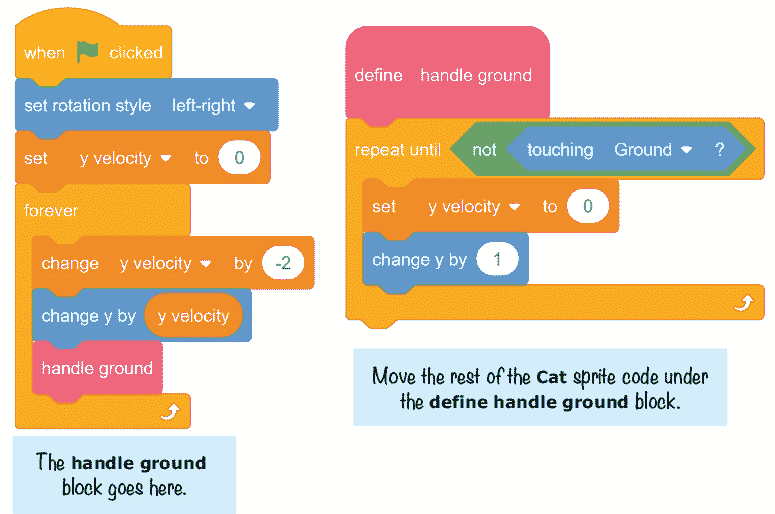 when clicked
set rotation style left-right
set y velocity to 0
forever
change y velocity by -2
change y by y velocity
handle ground
The handle ground
block goes here.
define handle ground
repeat until not touching Ground ?
set y velocity to 0
change y by 1
Move the rest of the Cat sprite code under
the define handle ground block.